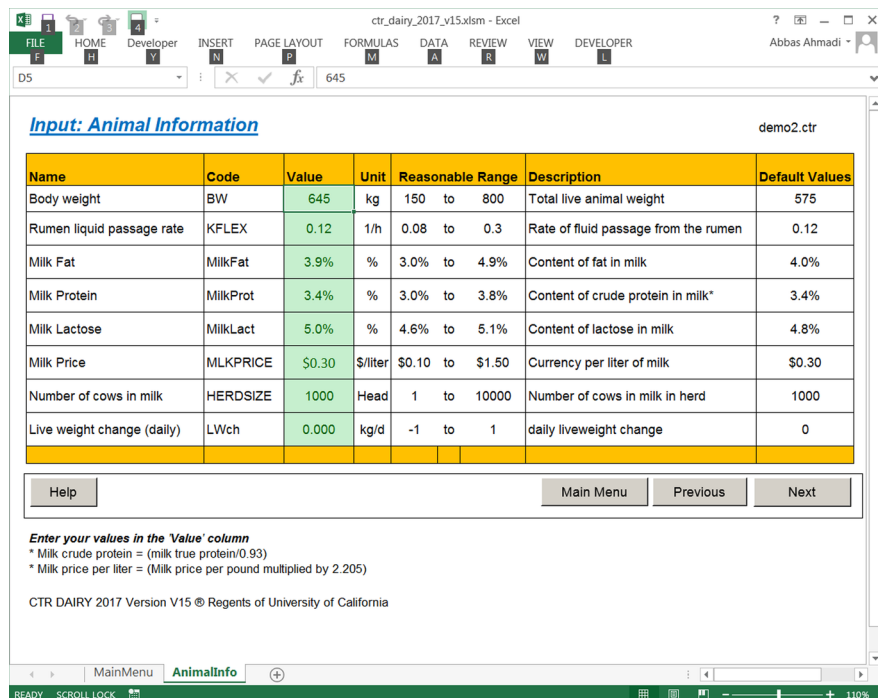 ctr_dairy_2017_v15.xlsm - Excel
1 2 3 4
FILE HOME Developer INSERT PAGE LAYOUT FORMULAS DATA REVIEW VIEW DEVELOPER Abbas Ahmadi
F H Y N P M A R W L
D5 fx 645
Input: Animal Information demo2.ctr
Name Code Value Unit Reasonable Range Description Default Values
Body weight BW 645 kg 150 to 800 Total live animal weight 575
Rumen liquid passage rate KFLEX 0.12 1/h 0.08 to 0.3 Rate of fluid passage from the rumen 0.12
Milk Fat MilkFat 3.9% % 3.0% to 4.9% Content of fat in milk 4.0%
Milk Protein MilkProt 3.4% % 3.0% to 3.8% Content of crude protein in milk* 3.4%
Milk Lactose MilkLact 5.0% % 4.6% to 5.1% Content of lactose in milk 4.8%
Milk Price MLKPRICE $0.30 $/liter $0.10 to $1.50 Currency per liter of milk $0.30
Number of cows in milk HERDSIZE 1000 Head 1 to 10000 Number of cows in milk in herd 1000
Live weight change (daily) LWch 0.000 kg/d -1 to 1 daily liveweight change 0
Help Main Menu Previous Next
Enter your values in the 'Value' column
* Milk crude protein = (milk true protein/0.93)
* Milk price per liter = (Milk price per pound multiplied by 2.205)
CTR DAIRY 2017 Version V15 ® Regents of University of California
MainMenu AnimalInfo
READY SCROLL LOCK 110%